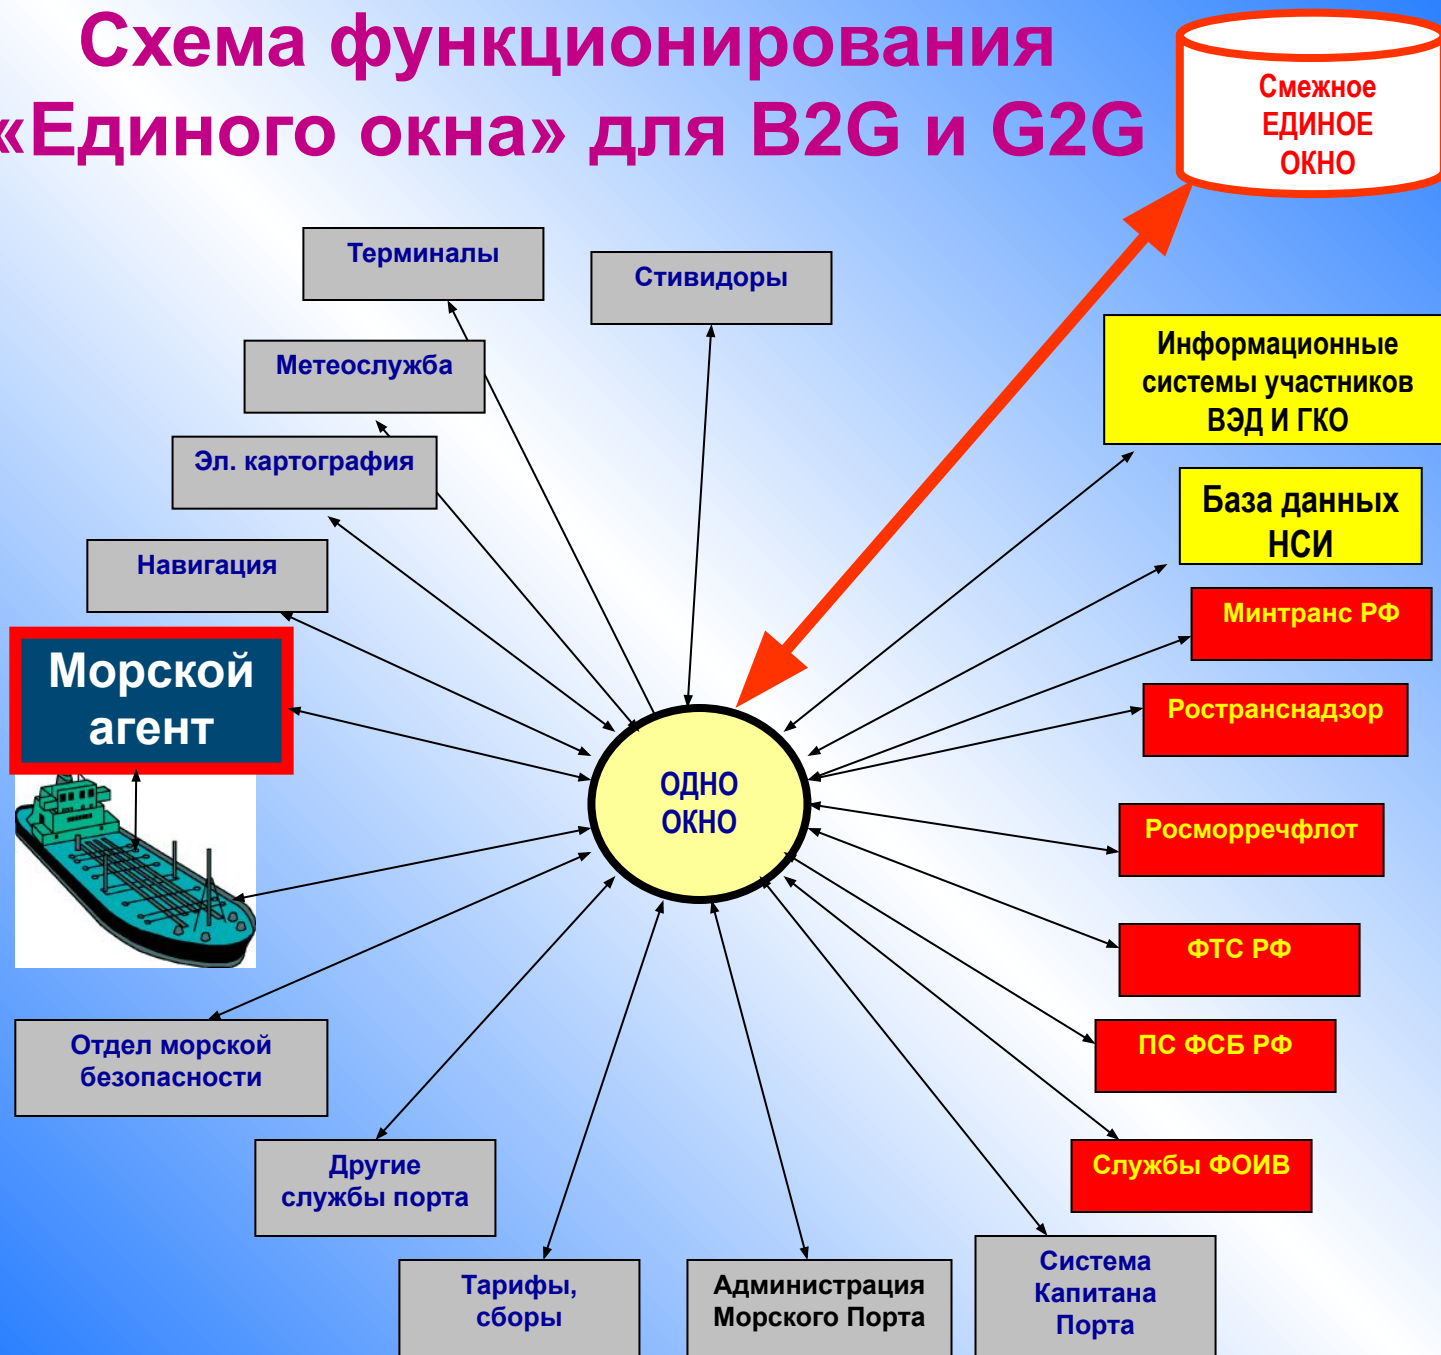 Схема функционирования
«Единого окна» для B2G и G2G
Смежное
ЕДИНОЕ
ОКНО
Терминалы
Стивидоры
Метеослужба
Эл. картография
Навигация
Морской
агент
Информационные
системы участников
ВЭД И ГКО
База данных
НСИ
Минтранс РФ
Ространснадзор
ОДНО
ОКНО
Росморречфлот
ФТС РФ
ПС ФСБ РФ
Службы ФОИВ
Отдел морской
безопасности
Другие
службы порта
Тарифы,
сборы
Администрация
Морского Порта
Система
Капитана
Порта